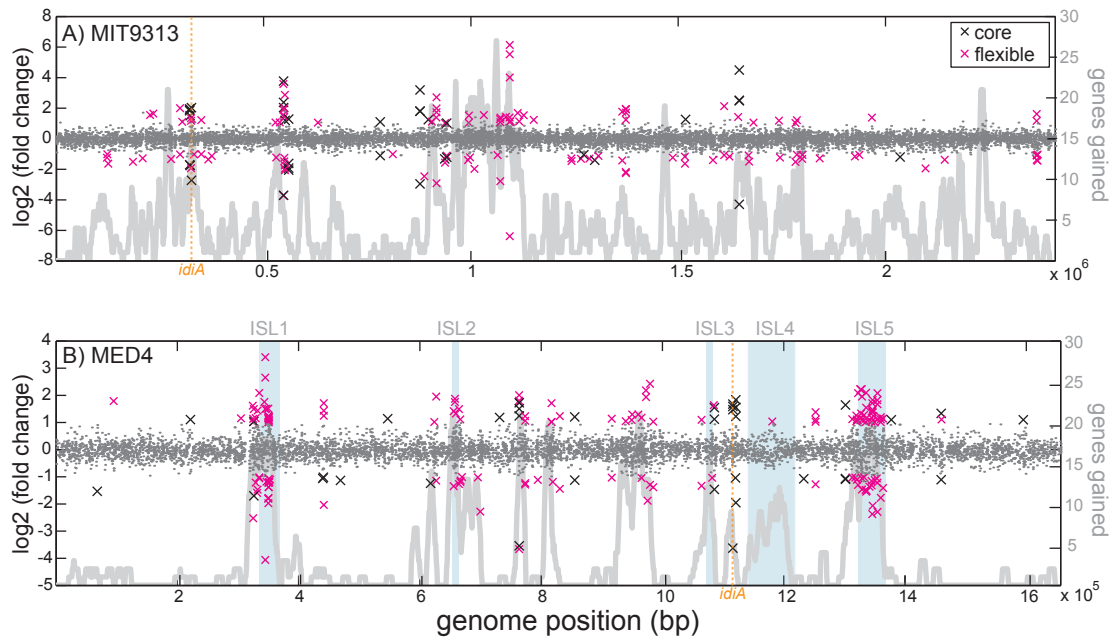 A) MIT9313
× core
× flexible
log2 (fold change)
8
6
4
2
0
-2
-4
-6
-8
30
25
20
15
10
5
genes gained
idiA
0.5 1 1.5 2 x 10^6
ISL1 ISL2 ISL3 ISL4 ISL5
B) MED4
log2 (fold change)
4
3
2
1
0
-1
-2
-3
-4
-5
30
25
20
15
10
5
genes gained
2 4 6 8 10 idiA 12 14 16 x 10^5
genome position (bp)